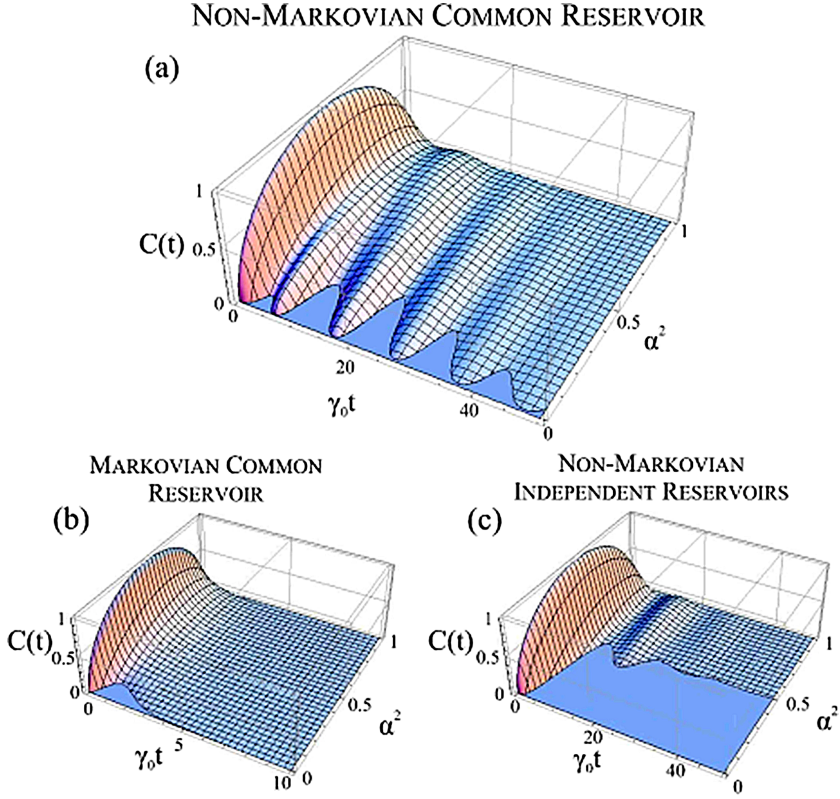 NON-MARKOVIAN COMMON RESERVOIR
(a)
1
C(t)
0.5
0
0
20
γ₀t
40
0
0.5
α²
1
MARKOVIAN COMMON
RESERVOIR
(b)
1
C(t)
0.5
0
0
γ₀t
5
10
0
0.5
α²
1
NON-MARKOVIAN
INDEPENDENT RESERVOIRS
(c)
1
C(t)
0.5
0
0
20
γ₀t
40
0
0.5
α²
1